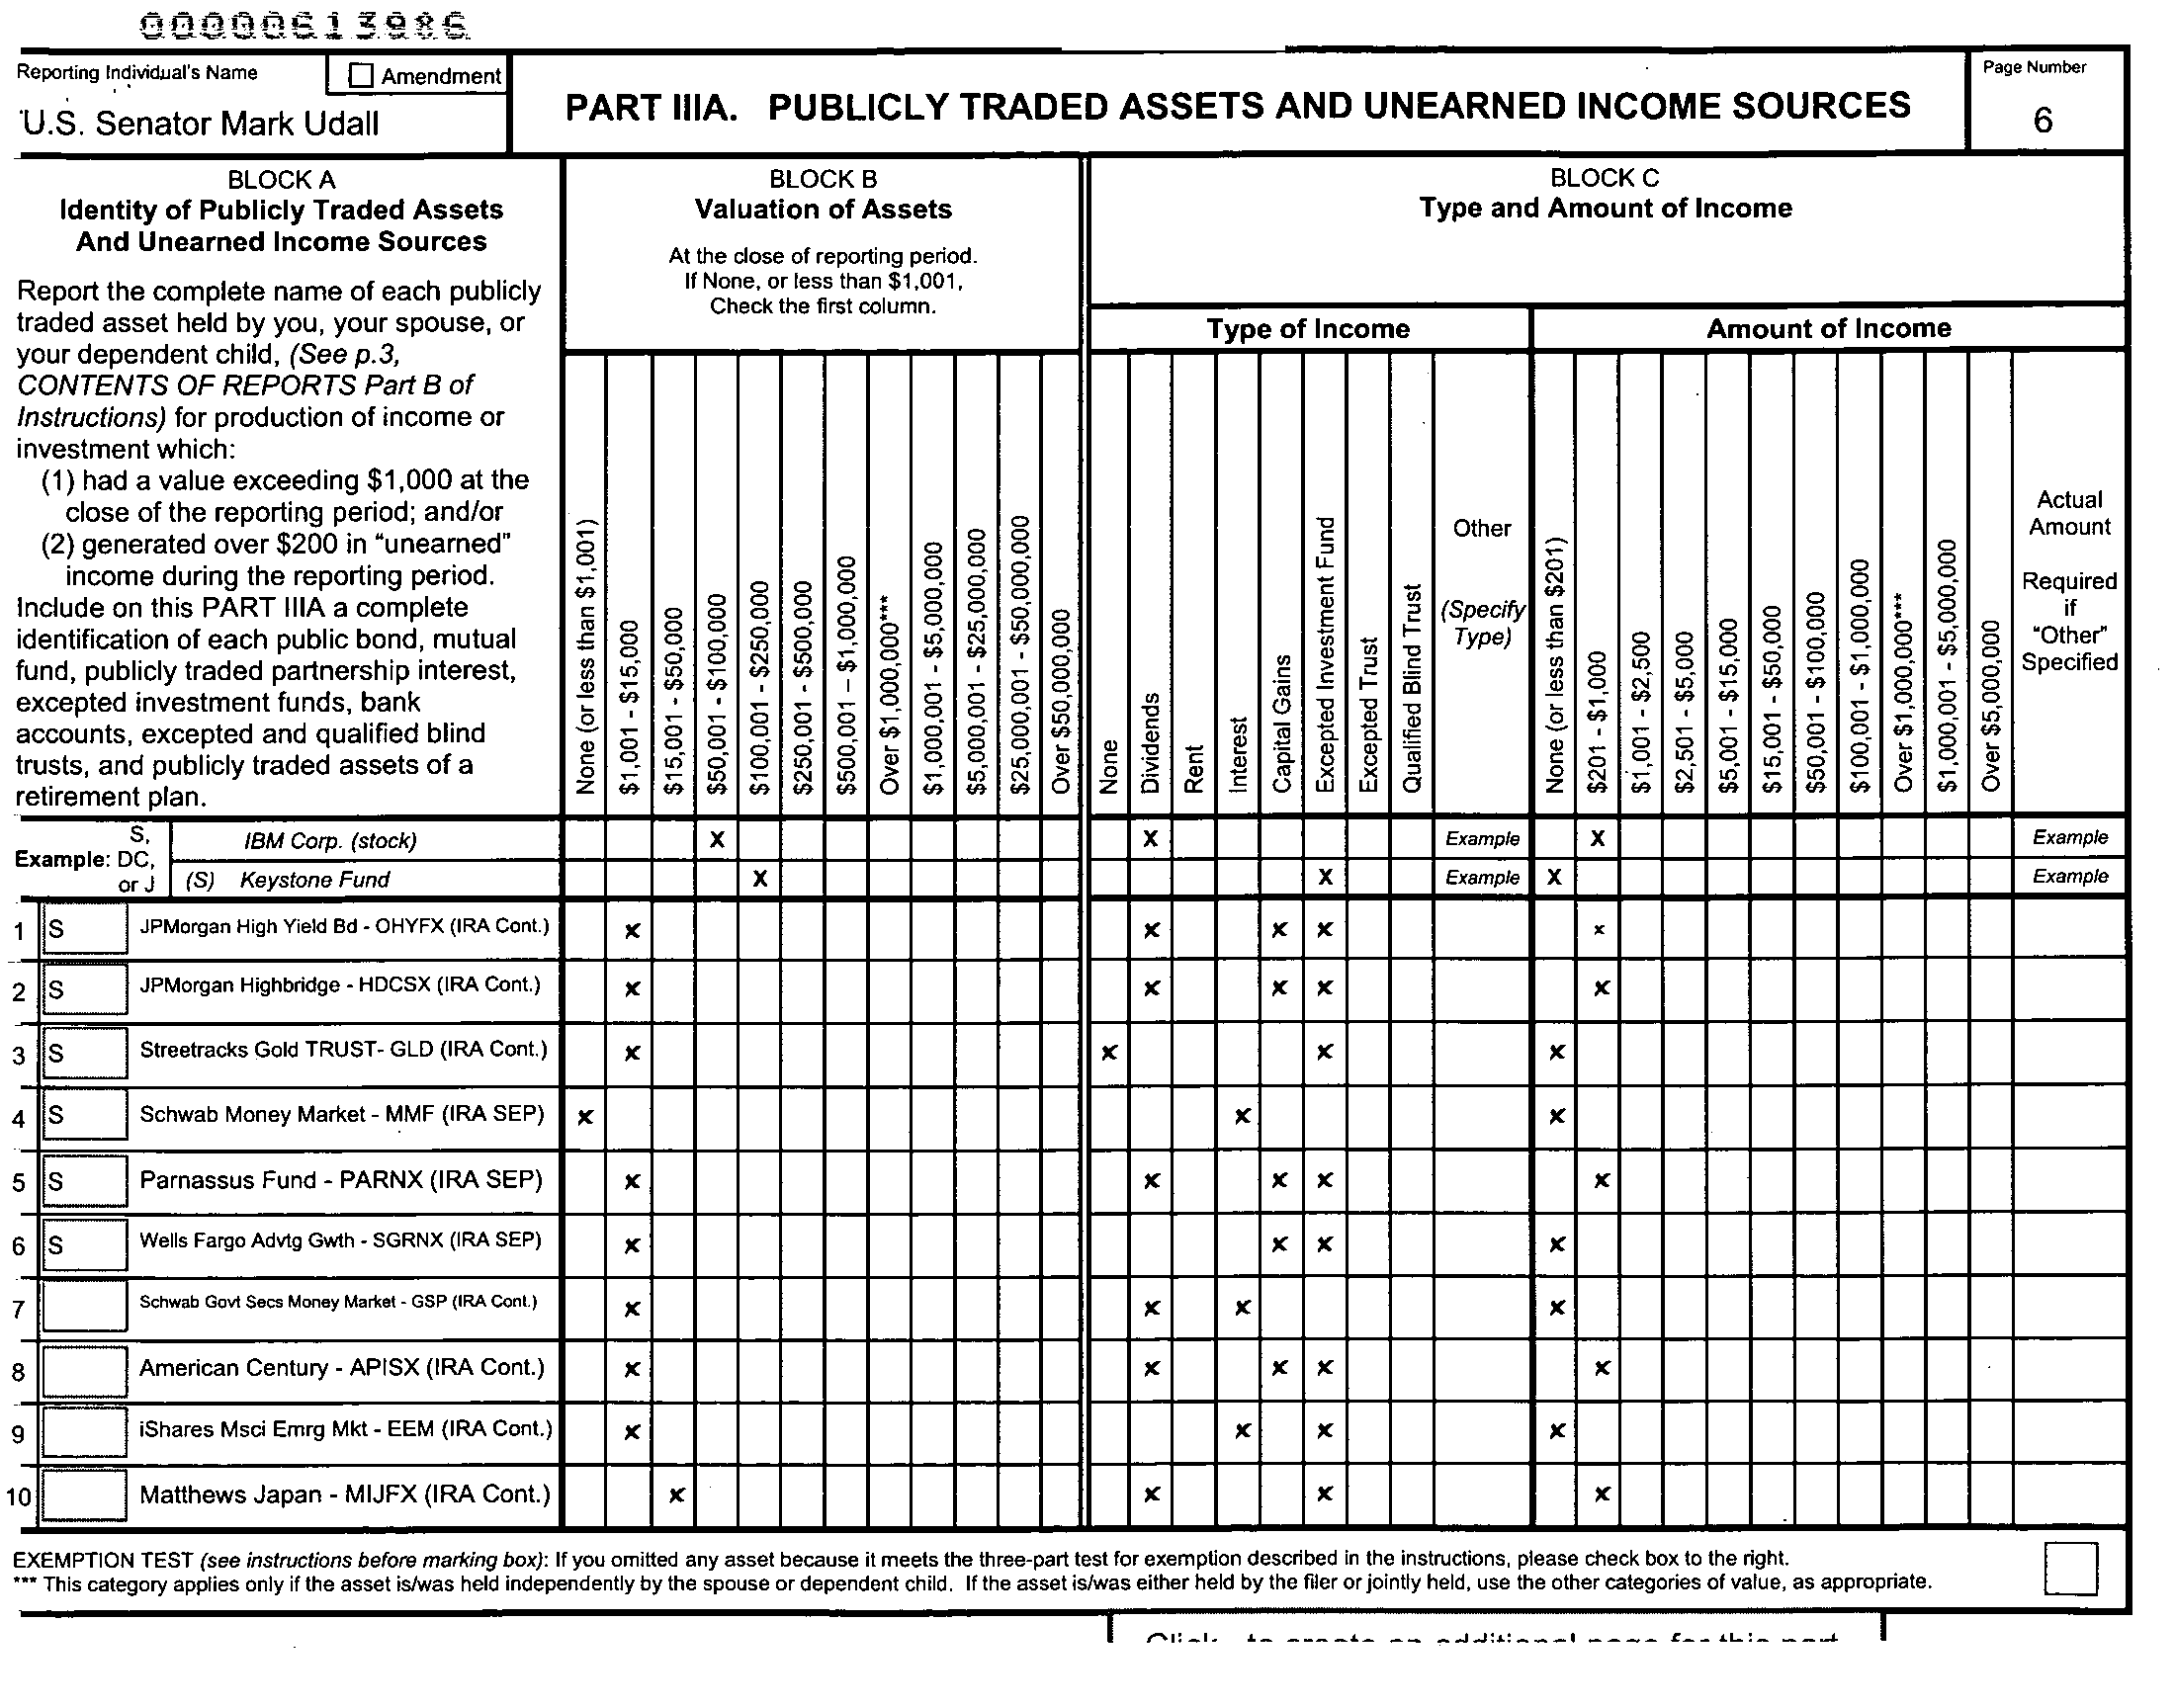 00000613986
Reporting Individual's Name
Amendment
U.S. Senator Mark Udall
PART IIIA. PUBLICLY TRADED ASSETS AND UNEARNED INCOME SOURCES
Page Number
6
BLOCK A
Identity of Publicly Traded Assets
And Unearned Income Sources
Report the complete name of each publicly
traded asset held by you, your spouse, or
your dependent child, (See p.3,
CONTENTS OF REPORTS Part B of
Instructions) for production of income or
investment which:
(1) had a value exceeding $1,000 at the
close of the reporting period; and/or
(2) generated over $200 in "unearned"
income during the reporting period.
Include on this PART IIIA a complete
identification of each public bond, mutual
fund, publicly traded partnership interest,
excepted investment funds, bank
accounts, excepted and qualified blind
trusts, and publicly traded assets of a
retirement plan.
BLOCK B
Valuation of Assets
At the close of reporting period.
If None, or less than $1,001,
Check the first column.
None (or less than $1,001)
$1,001 - $15,000
$15,001 - $50,000
$50,001 - $100,000
$100,001 - $250,000
$250,001 - $500,000
$500,001 – $1,000,000
Over $1,000,000***
$1,000,001 - $5,000,000
$5,000,001 - $25,000,000
$25,000,001 - $50,000,000
Over $50,000,000
BLOCK C
Type and Amount of Income
Type of Income
None
Dividends
Rent
Interest
Capital Gains
Excepted Investment Fund
Excepted Trust
Qualified Blind Trust
Other
(Specify
Type)
Amount of Income
None (or less than $201)
$201 - $1,000
$1,001 - $2,500
$2,501 - $5,000
$5,001 - $15,000
$15,001 - $50,000
$50,001 - $100,000
$100,001 - $1,000,000
Over $1,000,000***
$1,000,001 - $5,000,000
Over $5,000,000
Actual
Amount
Required
if
"Other"
Specified
Example: S, DC, or J
IBM Corp. (stock) X X Example X Example
(S) Keystone Fund X X Example X Example
1 S JPMorgan High Yield Bd - OHYFX (IRA Cont.) x x x x x
2 S JPMorgan Highbridge - HDCSX (IRA Cont.) x x x x x
3 S Streetracks Gold TRUST- GLD (IRA Cont.) x x x x
4 S Schwab Money Market - MMF (IRA SEP) x x x
5 S Parnassus Fund - PARNX (IRA SEP) x x x x x
6 S Wells Fargo Advtg Gwth - SGRNX (IRA SEP) x x x x
7 Schwab Govt Secs Money Market - GSP (IRA Cont.) x x x x
8 American Century - APISX (IRA Cont.) x x x x x
9 iShares Msci Emrg Mkt - EEM (IRA Cont.) x x x x
10 Matthews Japan - MIJFX (IRA Cont.) x x x x
EXEMPTION TEST (see instructions before marking box): If you omitted any asset because it meets the three-part test for exemption described in the instructions, please check box to the right.
*** This category applies only if the asset is/was held independently by the spouse or dependent child. If the asset is/was either held by the filer or jointly held, use the other categories of value, as appropriate.